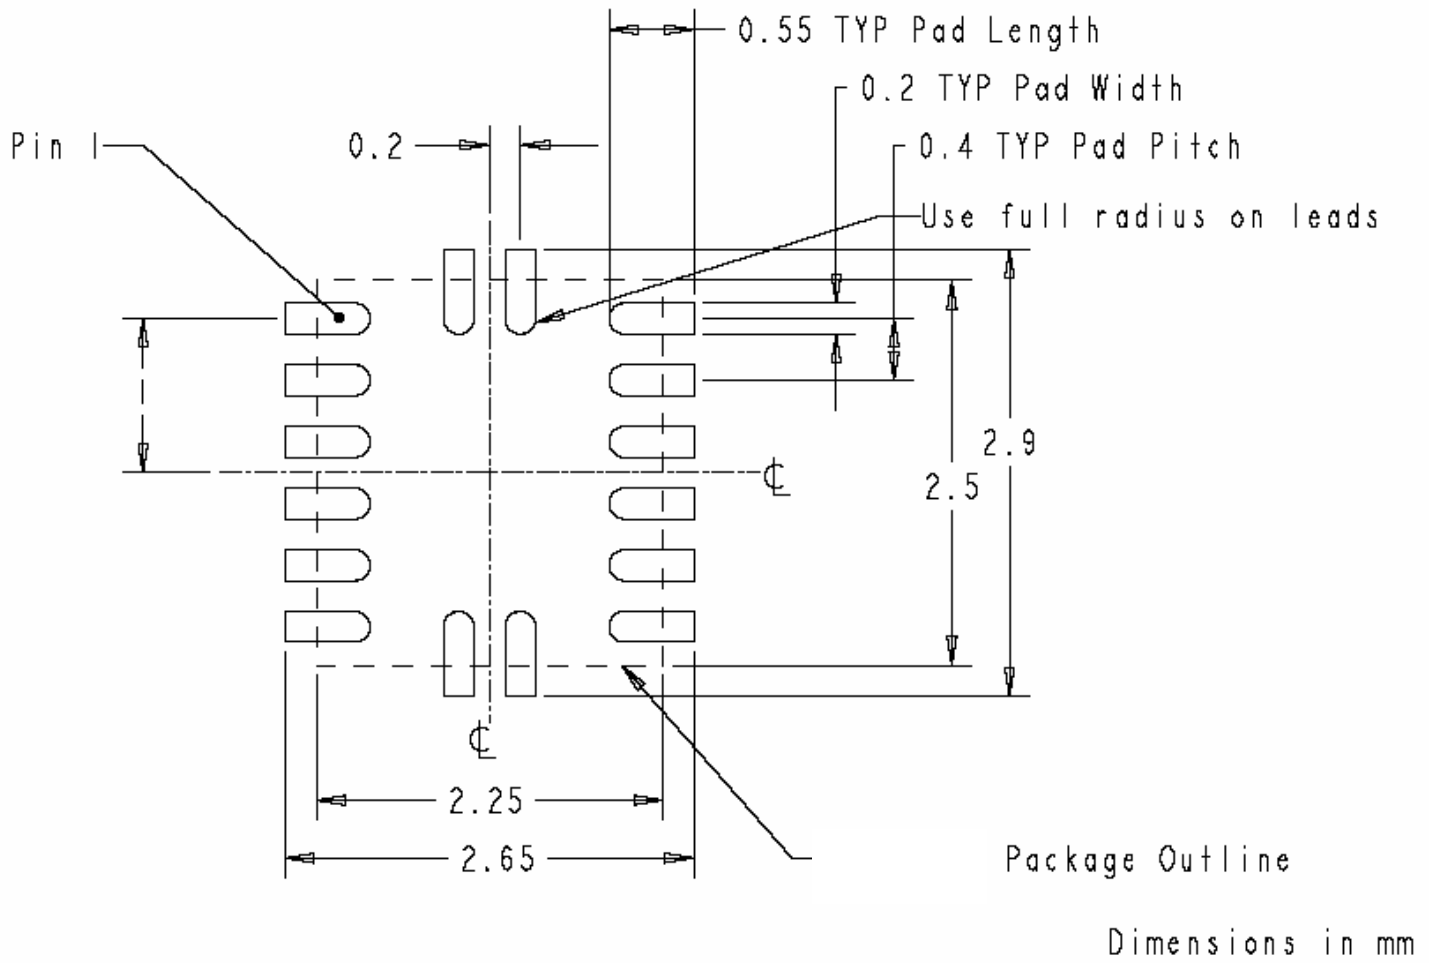 0.55 TYP Pad Length
0.2 TYP Pad Width
Pin 1
0.2
0.4 TYP Pad Pitch
Use full radius on leads
2.9
2.5
℄
℄
2.25
2.65
Package Outline
Dimensions in mm